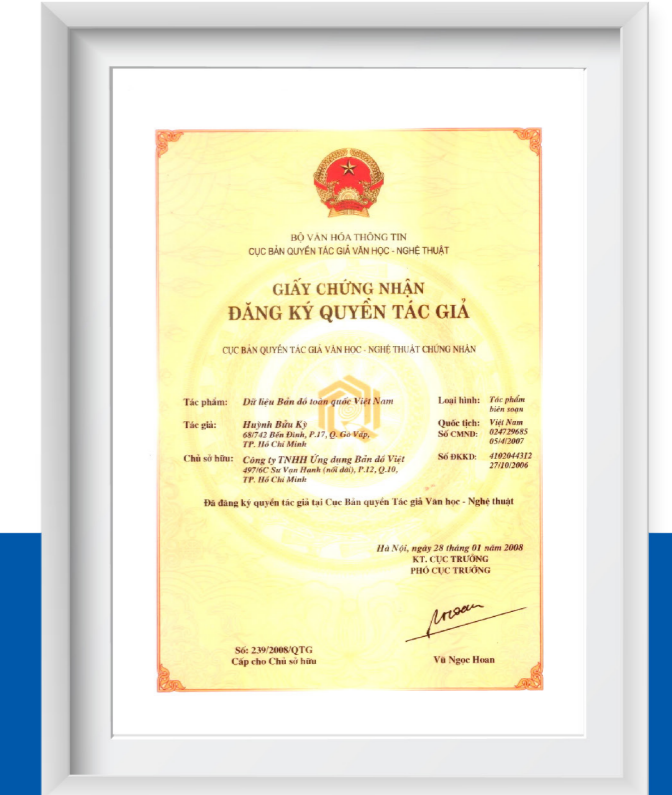 BỘ VĂN HÓA THÔNG TIN
CỤC BẢN QUYỀN TÁC GIẢ VĂN HỌC - NGHỆ THUẬT
GIẤY CHỨNG NHẬN
ĐĂNG KÝ QUYỀN TÁC GIẢ
CỤC BẢN QUYỀN TÁC GIẢ VĂN HỌC - NGHỆ THUẬT CHỨNG NHẬN
Tác phẩm: Dữ liệu Bản đồ toàn quốc Việt Nam Loại hình: Tác phẩm
biên soạn
Tác giả: Huỳnh Bửu Kỳ Quốc tịch: Việt Nam
68/742 Bến Đình, P.17, Q. Gò Vấp, Số CMND: 024729685
TP. Hồ Chí Minh 05/4/2007
Chủ sở hữu: Công ty TNHH Ứng dụng Bản đồ Việt Số ĐKKD: 4102044312
497/6C Sư Vạn Hạnh (nối dài), P.12, Q.10, 27/10/2006
TP. Hồ Chí Minh
Đã đăng ký quyền tác giả tại Cục Bản quyền Tác giả Văn học - Nghệ thuật
Hà Nội, ngày 28 tháng 01 năm 2008
KT. CỤC TRƯỞNG
PHÓ CỤC TRƯỞNG
Số: 239/2008/QTG
Cấp cho Chủ sở hữu
Vũ Ngọc Hoan